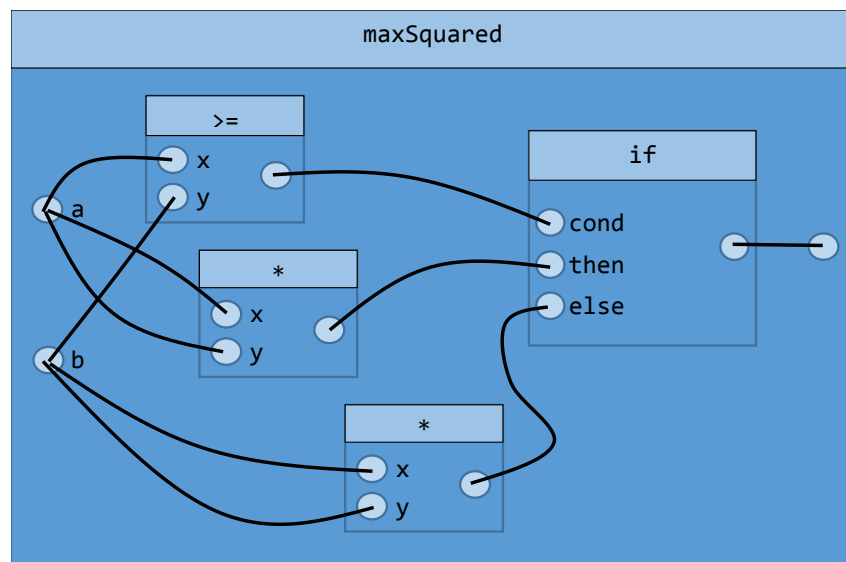 maxSquared
>=
x
y
if
a
cond
*
then
x
else
y
b
*
x
y